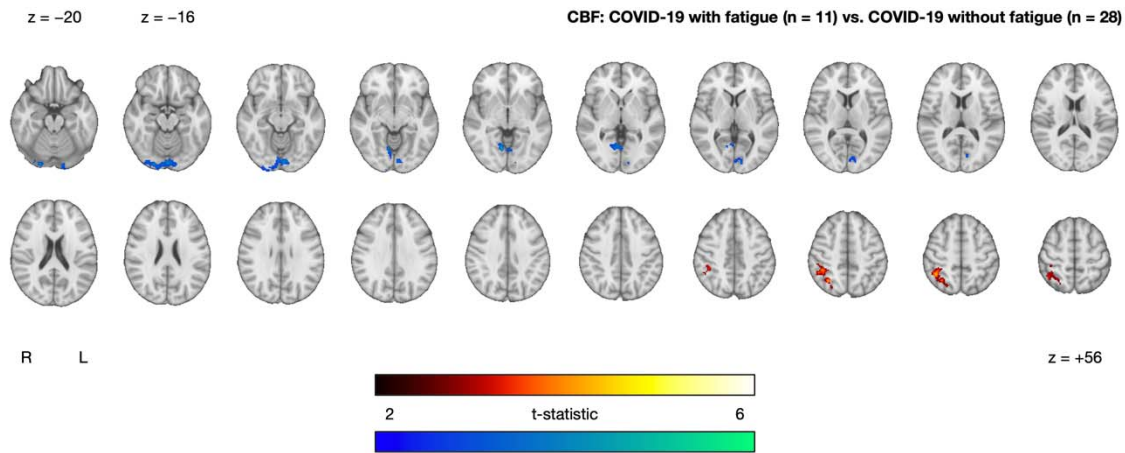 z = −20
z = −16
CBF: COVID-19 with fatigue (n = 11) vs. COVID-19 without fatigue (n = 28)
R
L
z = +56
2
t-statistic
6